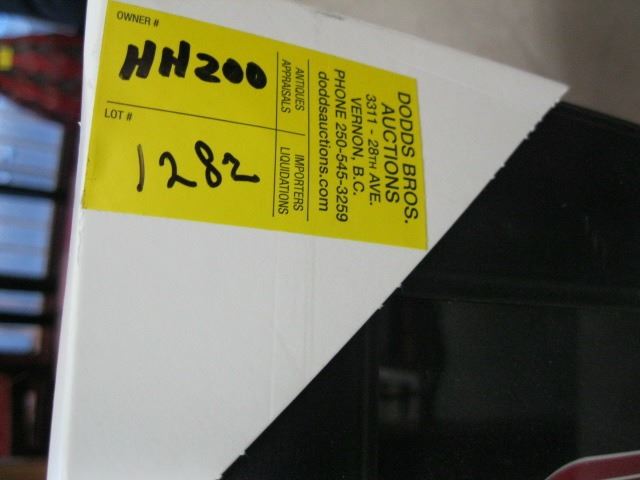 DODDS BROS.
AUCTIONS
3311 - 28TH AVE.
VERNON, B.C.
PHONE 250-545-3259
doddsauctions.com
ANTIQUES
APPRAISALS
IMPORTERS
LIQUIDATIONS
OWNER #
HH200
LOT #
1282